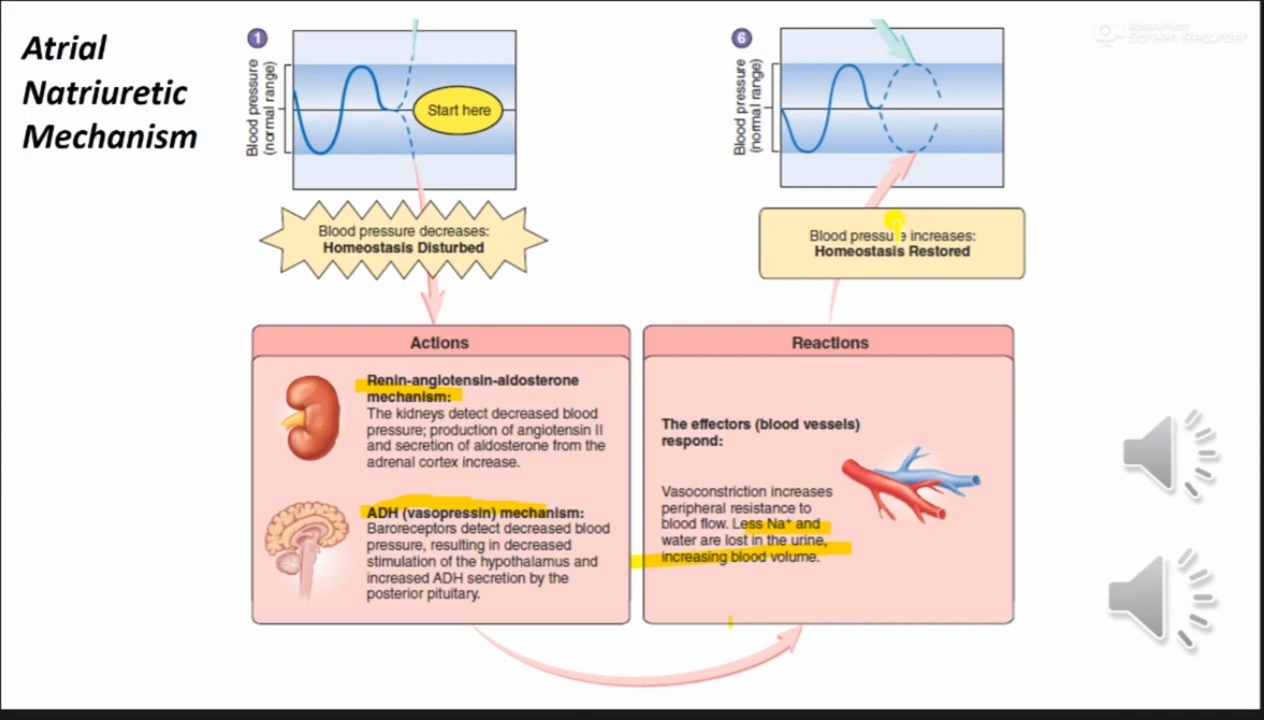 Atrial
Natriuretic
Mechanism
1
Blood pressure
(normal range)
Start here
Blood pressure decreases:
Homeostasis Disturbed
6
Blood pressure
(normal range)
Blood pressure increases:
Homeostasis Restored
Screen Recorder
Actions
Renin-angiotensin-aldosterone
mechanism:
The kidneys detect decreased blood
pressure; production of angiotensin II
and secretion of aldosterone from the
adrenal cortex increase.
ADH (vasopressin) mechanism:
Baroreceptors detect decreased blood
pressure, resulting in decreased
stimulation of the hypothalamus and
increased ADH secretion by the
posterior pituitary.
Reactions
The effectors (blood vessels)
respond:
Vasoconstriction increases
peripheral resistance to
blood flow. Less Na⁺ and
water are lost in the urine,
increasing blood volume.